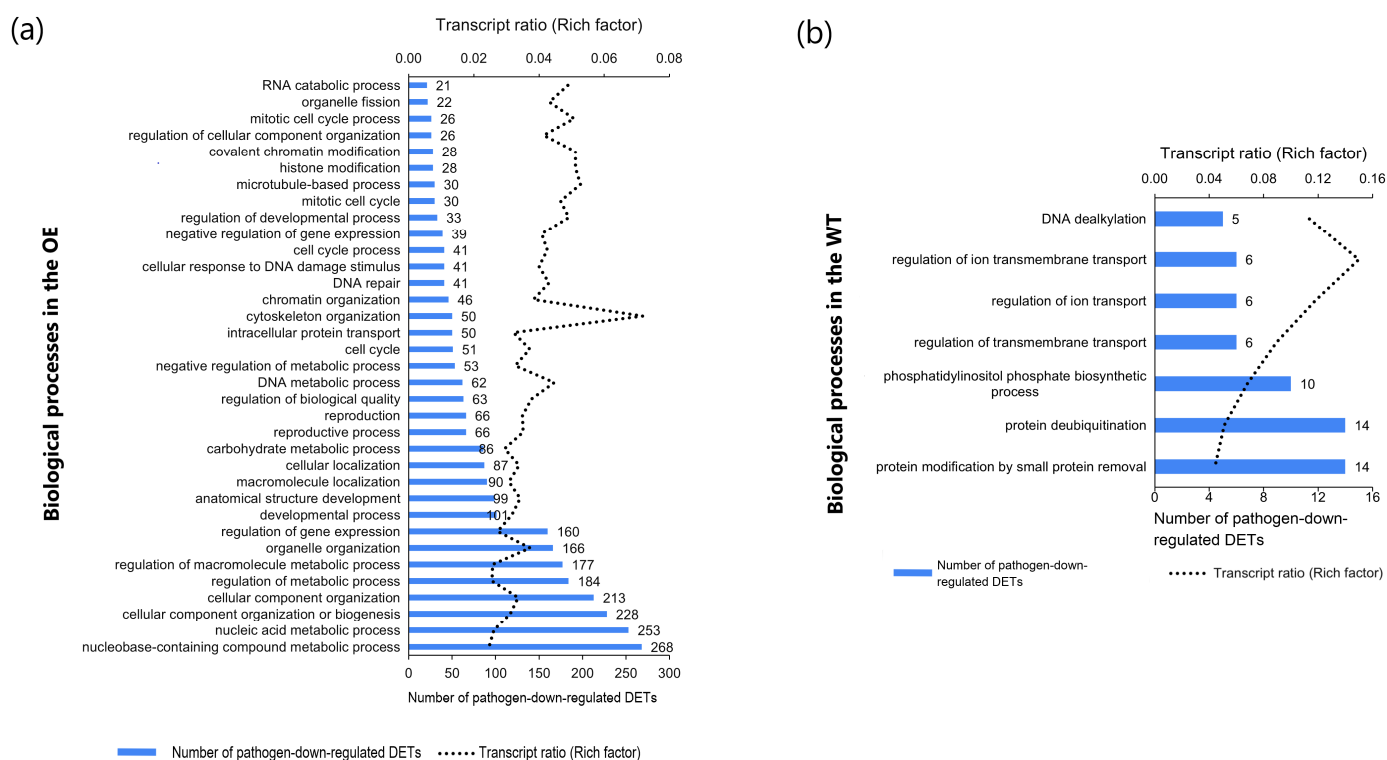 (a)
Transcript ratio (Rich factor)
0.00 0.02 0.04 0.06 0.08
Biological processes in the OE
RNA catabolic process 21
organelle fission 22
mitotic cell cycle process 26
regulation of cellular component organization 26
covalent chromatin modification 28
histone modification 28
microtubule-based process 30
mitotic cell cycle 30
regulation of developmental process 33
negative regulation of gene expression 39
cell cycle process 41
cellular response to DNA damage stimulus 41
DNA repair 41
chromatin organization 46
cytoskeleton organization 50
intracellular protein transport 50
cell cycle 51
negative regulation of metabolic process 53
DNA metabolic process 62
regulation of biological quality 63
reproduction 66
reproductive process 66
carbohydrate metabolic process 86
cellular localization 87
macromolecule localization 90
anatomical structure development 99
developmental process 101
regulation of gene expression 160
organelle organization 166
regulation of macromolecule metabolic process 177
regulation of metabolic process 184
cellular component organization 213
cellular component organization or biogenesis 228
nucleic acid metabolic process 253
nucleobase-containing compound metabolic process 268
0 50 100 150 200 250 300
Number of pathogen-down-regulated DETs
Number of pathogen-down-regulated DETs Transcript ratio (Rich factor)
(b)
Transcript ratio (Rich factor)
0.00 0.04 0.08 0.12 0.16
Biological processes in the WT
DNA dealkylation 5
regulation of ion transmembrane transport 6
regulation of ion transport 6
regulation of transmembrane transport 6
phosphatidylinositol phosphate biosynthetic
process 10
protein deubiquitination 14
protein modification by small protein removal 14
0 4 8 12 16
Number of pathogen-down-
regulated DETs
Number of pathogen-down-
regulated DETs
Transcript ratio (Rich factor)